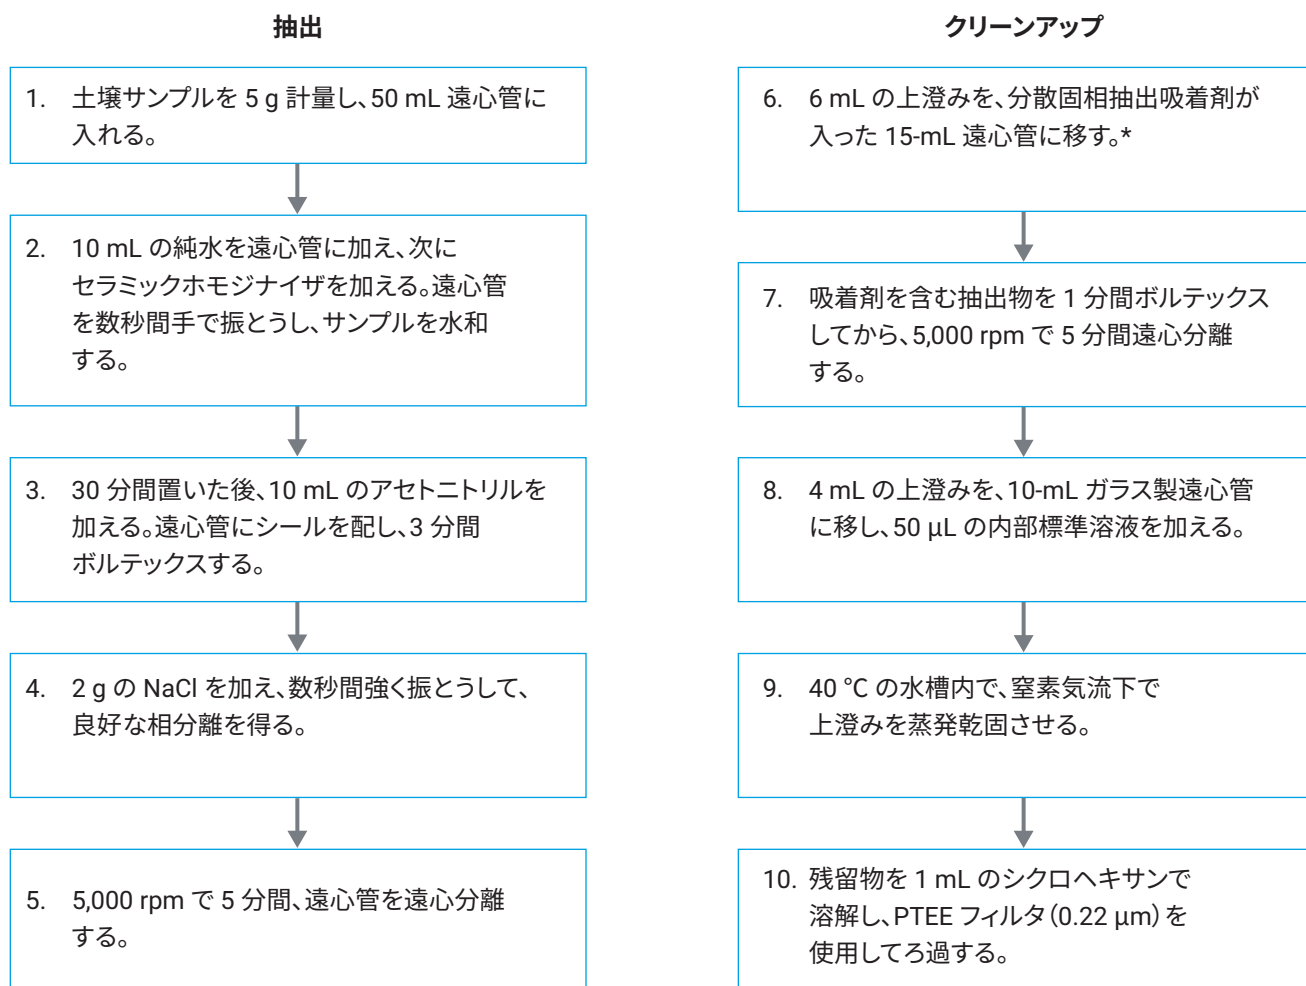 抽出
1. 土壌サンプルを 5 g 計量し、50 mL 遠心管に
入れる。
2. 10 mL の純水を遠心管に加え、次に
セラミックホモジナイザを加える。遠心管
を数秒間手で振とうし、サンプルを水和
する。
3. 30 分間置いた後、10 mL のアセトニトリルを
加える。遠心管にシールを配し、3 分間
ボルテックスする。
4. 2 g の NaCl を加え、数秒間強く振とうして、
良好な相分離を得る。
5. 5,000 rpm で 5 分間、遠心管を遠心分離
する。
クリーンアップ
6. 6 mL の上澄みを、分散固相抽出吸着剤が
入った 15-mL 遠心管に移す。*
7. 吸着剤を含む抽出物を 1 分間ボルテックス
してから、5,000 rpm で 5 分間遠心分離
する。
8. 4 mL の上澄みを、10-mL ガラス製遠心管
に移し、50 µL の内部標準溶液を加える。
9. 40 °C の水槽内で、窒素気流下で
上澄みを蒸発乾固させる。
10. 残留物を 1 mL のシクロヘキサンで
溶解し、PTEE フィルタ（0.22 µm）を
使用してろ過する。